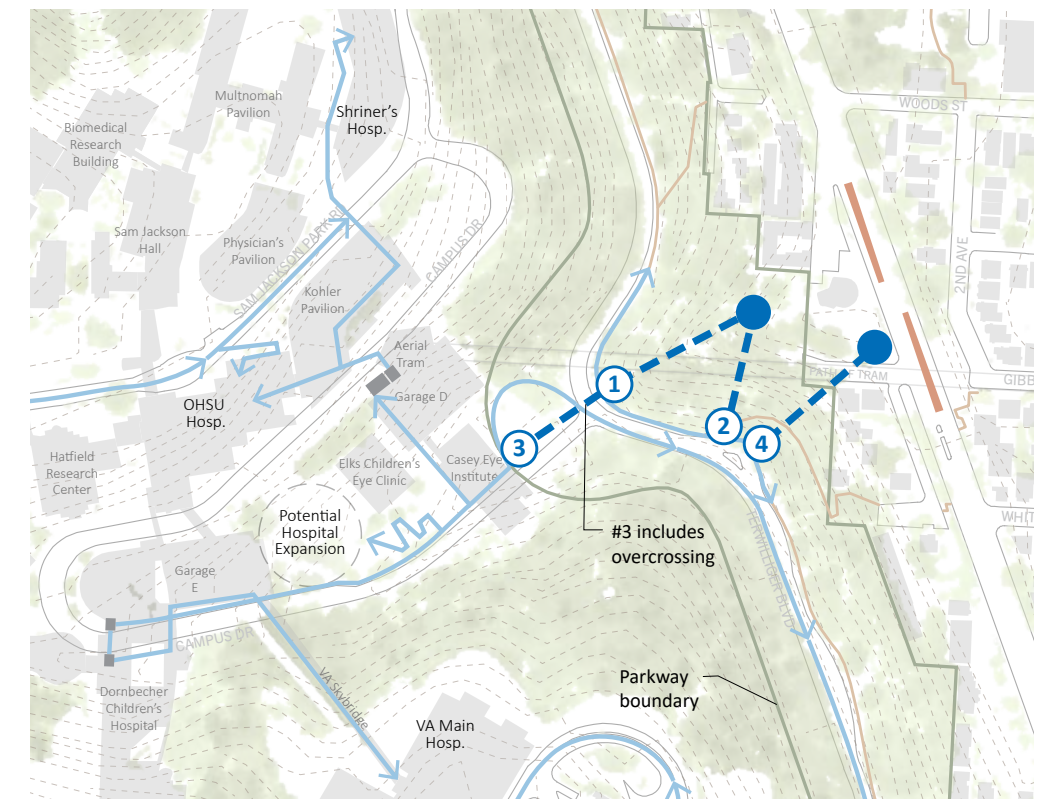 Multnomah
Pavilion
Shriner's
Hosp.
WOODS ST
Biomedical
Research
Building
Sam Jackson
Hall
Physician's
Pavilion
SAM JACKSON PARK RD
CAMPUS DR
2ND AVE
Kohler
Pavilion
Aerial
Tram
PATH TRAM
GIBB
1
Garage D
OHSU
Hosp.
2
4
3
Hatfield
Research
Center
Elks Children's
Eye Clinic
Casey Eye
Institute
Potential
Hospital
Expansion
WHIT
#3 includes
overcrossing
TERWILLIGER BLVD
Garage
E
CAMPUS DR
Parkway
boundary
VA Skybridge
Dornbecher
Children's
Hospital
VA Main
Hosp.